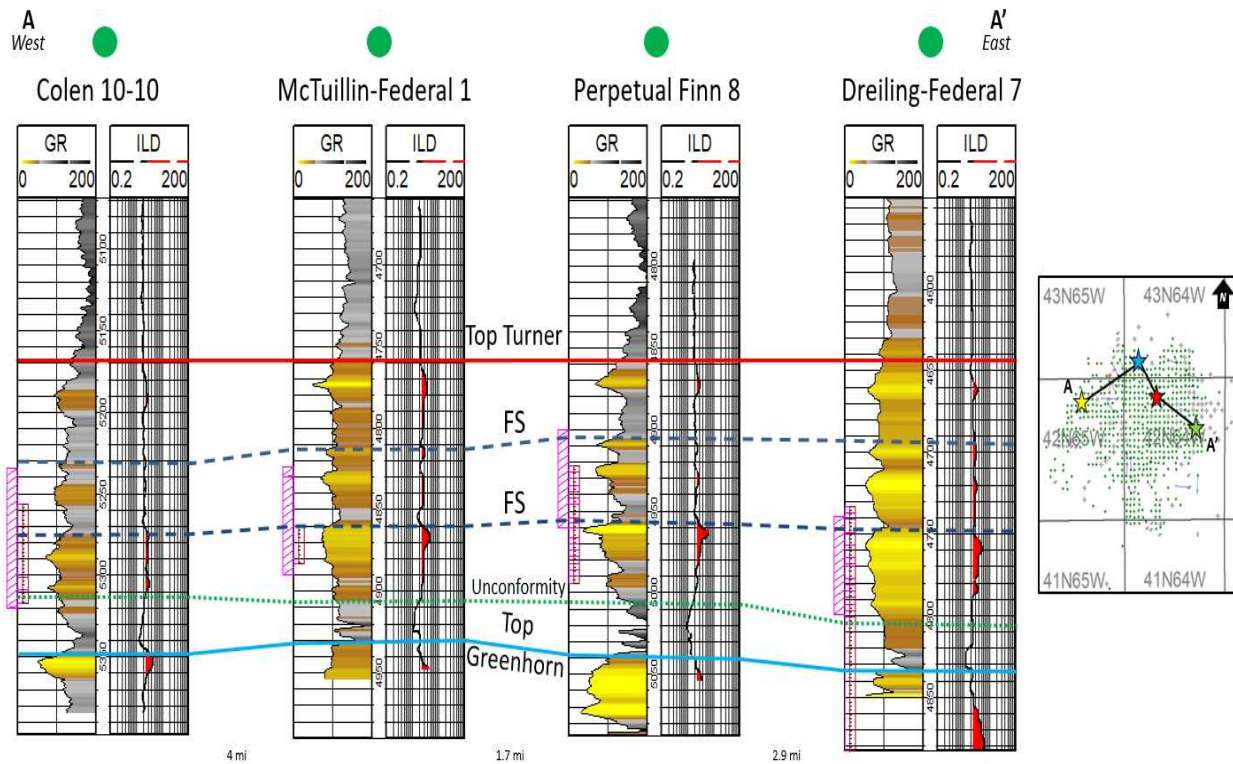 A
West
A'
East
Colen 10-10
McTuillin-Federal 1
Perpetual Finn 8
Dreiling-Federal 7
GR
ILD
0
200
0.2
200
GR
ILD
0
200
0.2
200
GR
ILD
0
200
0.2
200
GR
ILD
0
200
0.2
200
5100
5150
5200
5250
5300
5350
4700
4750
4800
4850
4900
4950
4800
4850
4900
4950
5000
5050
4600
4650
4700
4750
4800
4850
Top Turner
FS
FS
Unconformity
Top
Greenhorn
4 mi
1.7 mi
2.9 mi
43N65W
43N64W
N
A
42N65W
42N64W
A'
41N65W
41N64W